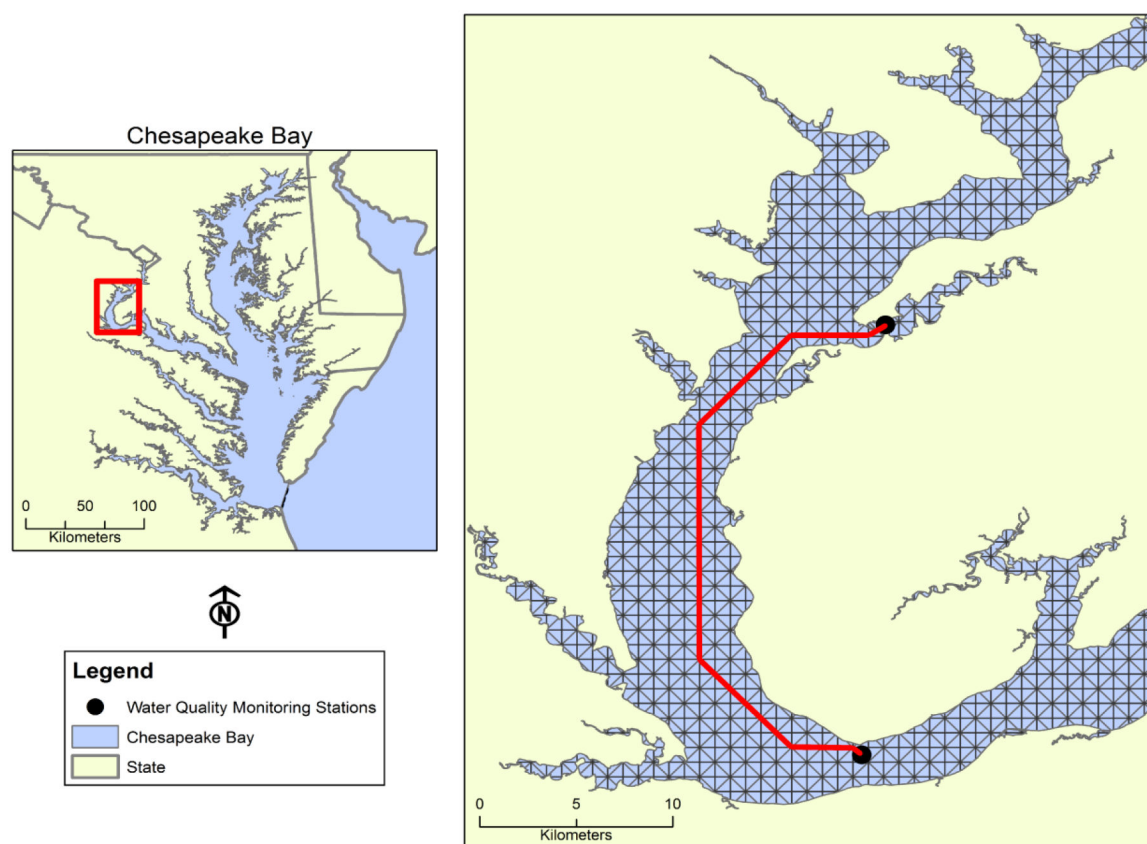 Chesapeake Bay
0 50 100
Kilometers
N
Legend
Water Quality Monitoring Stations
Chesapeake Bay
State
0 5 10
Kilometers